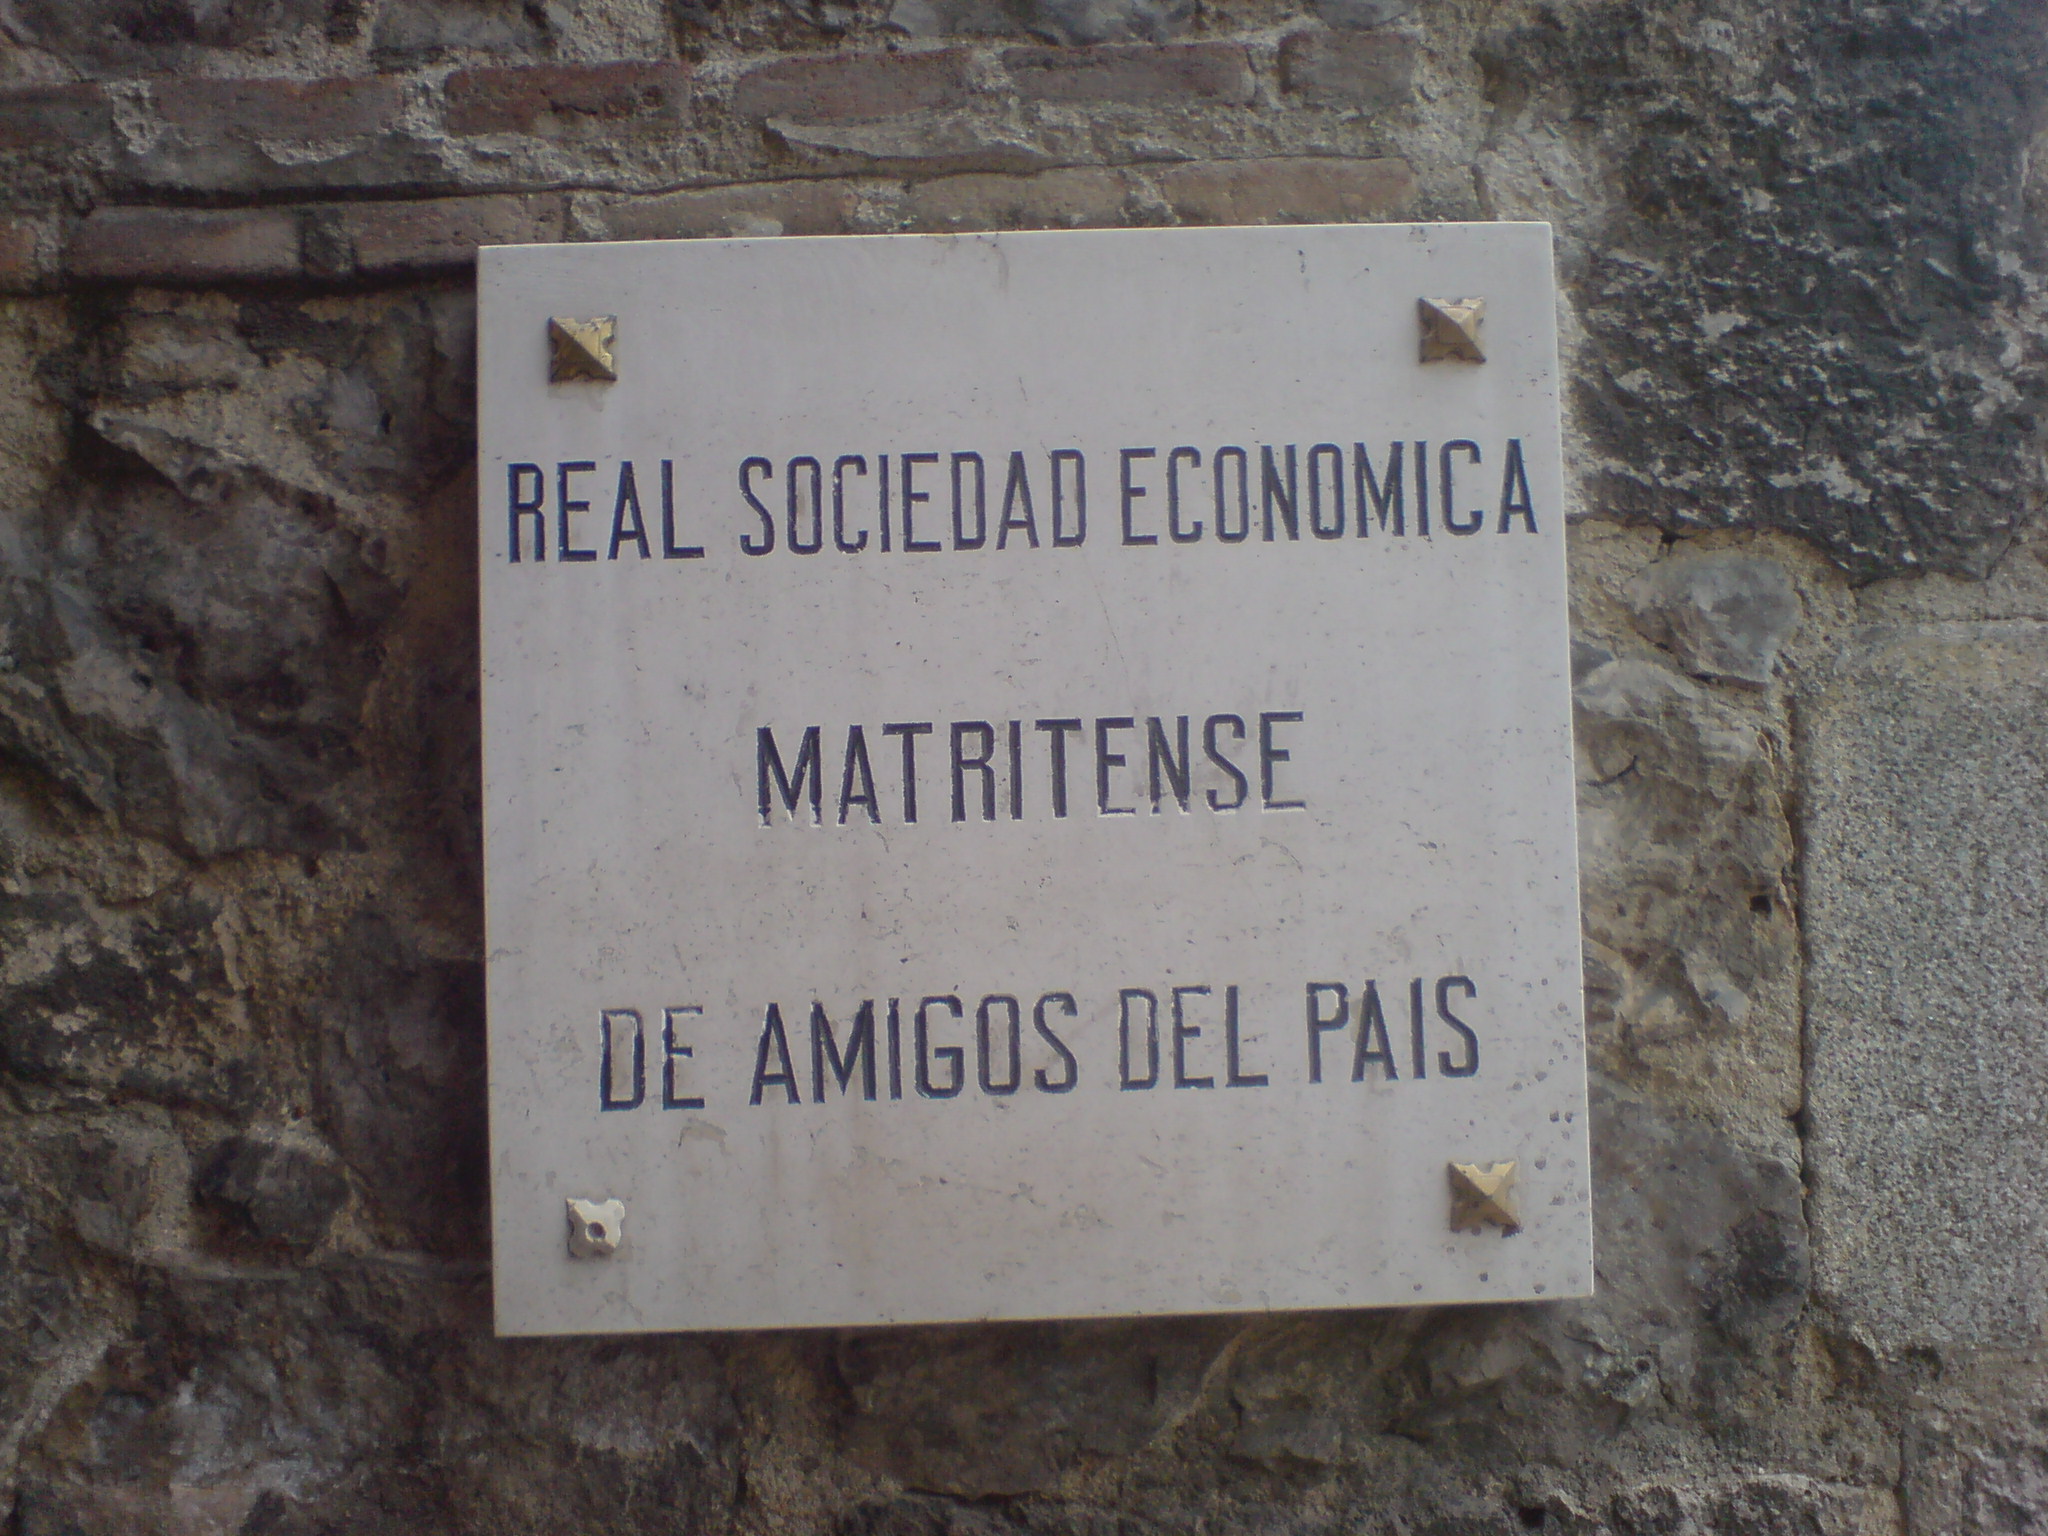 REAL SOCIEDAD ECONOMICA
MATRITENSE
DE AMIGOS DEL PAIS